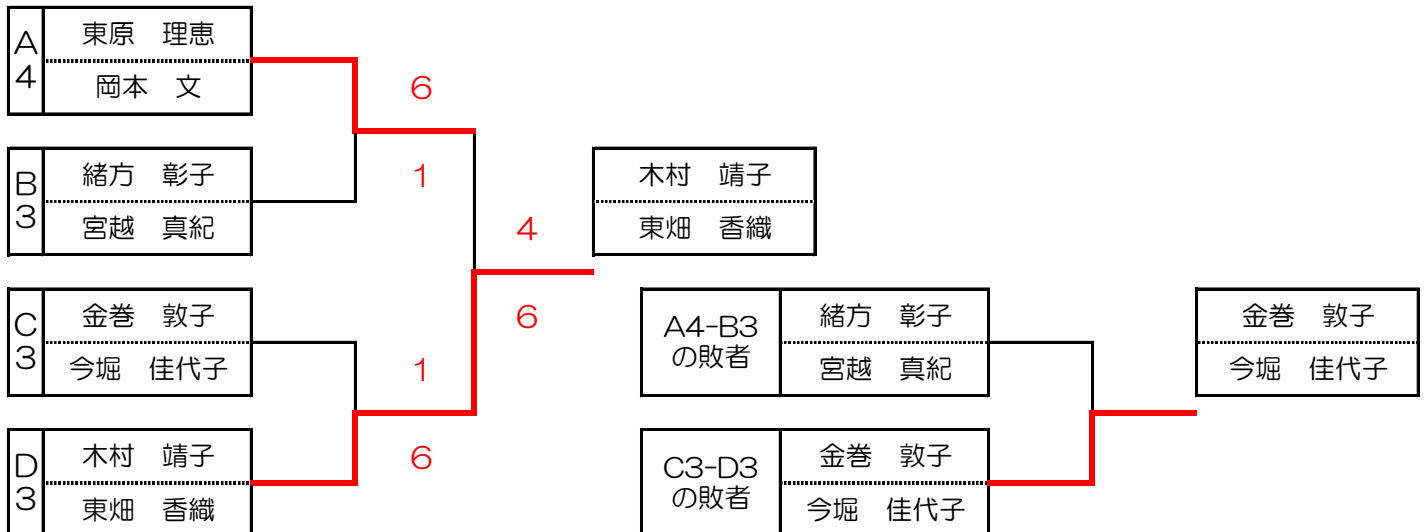 A
4
東原　理恵
岡本　文
6
1
B
3
緒方　彰子
宮越　真紀
木村　靖子
東畑　香織
4
6
C
3
金巻　敦子
今堀　佳代子
1
6
D
3
木村　靖子
東畑　香織
A4-B3
の敗者
緒方　彰子
宮越　真紀
C3-D3
の敗者
金巻　敦子
今堀　佳代子
金巻　敦子
今堀　佳代子